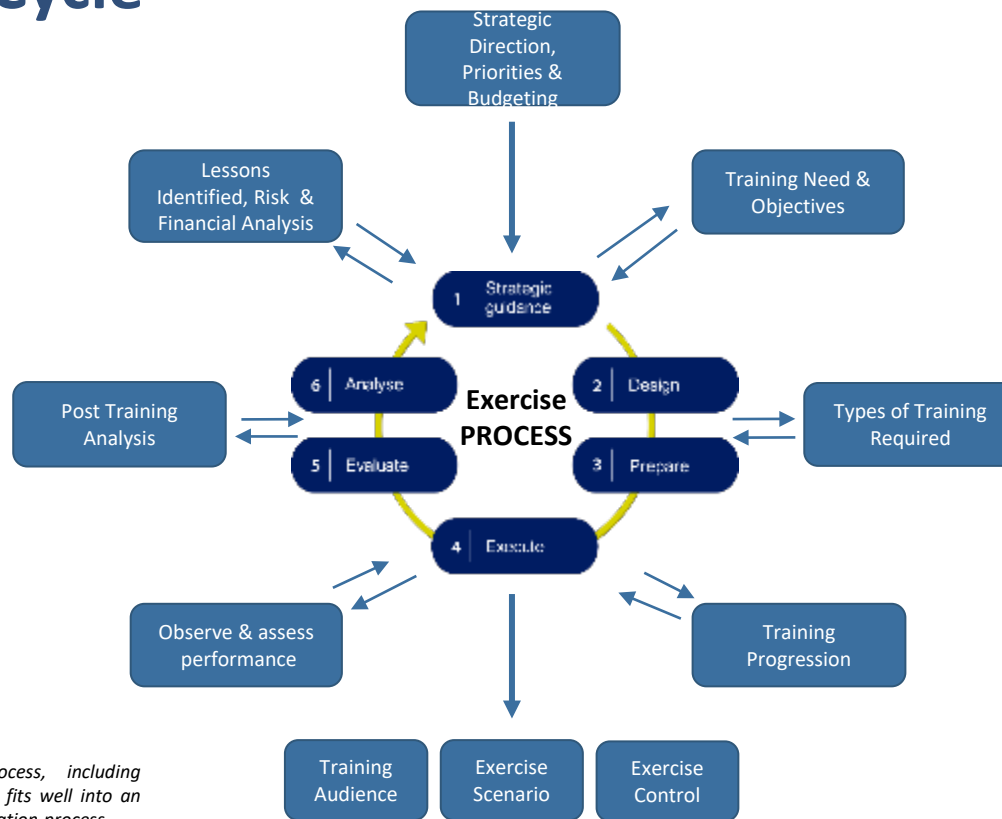 Cycle
Strategic
Direction,
Priorities &
Budgeting
Lessons
Identified, Risk &
Financial Analysis
Training Need &
Objectives
1 Strategic
guidance
6 Analyse
2 Design
Exercise
PROCESS
Post Training
Analysis
Types of Training
Required
5 Evaluate
3 Prepare
4 Execute
Observe & assess
performance
Training
Progression
Training
Audience
Exercise
Scenario
Exercise
Control
including
fits well into an
process